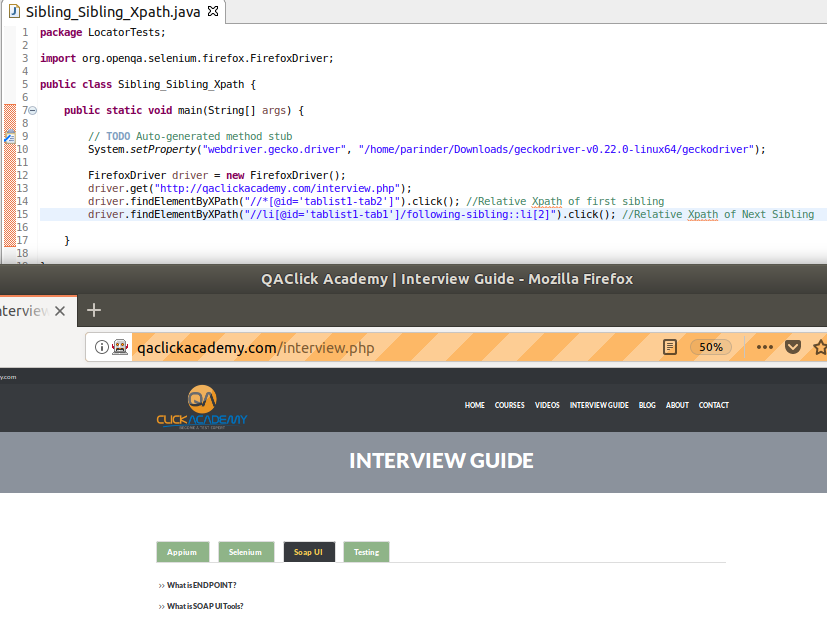 Sibling_Sibling_Xpath.java
1 package LocatorTests;
2
3 import org.openqa.selenium.firefox.FirefoxDriver;
4
5 public class Sibling_Sibling_Xpath {
6
7 public static void main(String[] args) {
8
9 // TODO Auto-generated method stub
10 System.setProperty("webdriver.gecko.driver", "/home/parinder/Downloads/geckodriver-v0.22.0-linux64/geckodriver");
11
12 FirefoxDriver driver = new FirefoxDriver();
13 driver.get("http://qaclickacademy.com/interview.php");
14 driver.findElementByXPath("//*[@id='tablist1-tab2']").click(); //Relative Xpath of first sibling
15 driver.findElementByXPath("//li[@id='tablist1-tab1']/following-sibling::li[2]").click(); //Relative Xpath of Next Sibling
16
17 }
18
QAClick Academy | Interview Guide - Mozilla Firefox
nterview
qaclickacademy.com/interview.php 50%
y.com
QA
CLICKACADEMY
HOME COURSES VIDEOS INTERVIEW GUIDE BLOG ABOUT CONTACT
INTERVIEW GUIDE
Appium Selenium Soap UI Testing
›› What is ENDPOINT?
›› What is SOAP UI Tools?